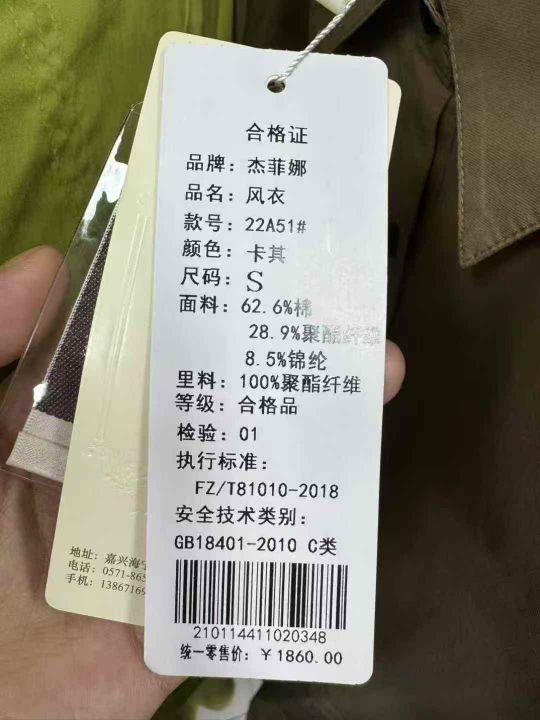 合格证
品牌：杰菲娜
品名：风衣
款号：22A51#
颜色：卡其
尺码：S
面料：62.6%棉
28.9%聚酯纤维
8.5%锦纶
里料：100%聚酯纤维
等级：合格品
检验：01
执行标准：
FZ/T81010-2018
安全技术类别：
GB18401-2010 C类
210114411020348
统一零售价：￥1860.00
地址：嘉兴海宁
电话：0571-865
手机：13867169